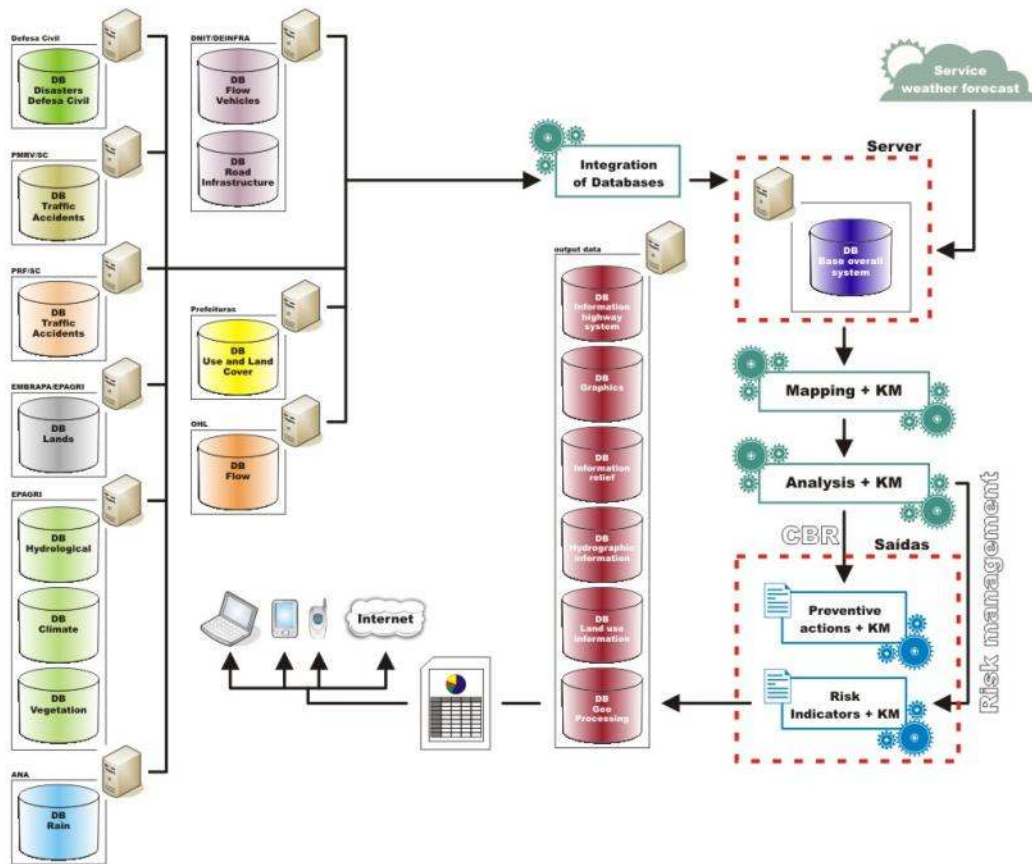 Defesa Civil
DB
Disasters
Defesa Civil
PMRV/SC
DB
Traffic
Accidents
PRF/SC
DB
Traffic
Accidents
EMBRAPA/EPAGRI
DB
Lands
EPAGRI
DB
Hydrological
DB
Climate
DB
Vegetation
ANA
DB
Rain
DNIT/DEINFRA
DB
Flow
Vehicles
DB
Road
Infrastructure
Prefeituras
DB
Use and Land
Cover
OHL
DB
Flow
Integration
of Databases
Service
weather forecast
Server
DB
Base overall
system
Mapping + KM
Analysis + KM
CBR
Risk management
Saídas
Preventive
actions + KM
Risk
Indicators + KM
output data
DB
Information
highway
system
DB
Graphics
DB
Information
relief
DB
Hydrographic
information
DB
Land use
information
DB
Geo
Processing
Internet